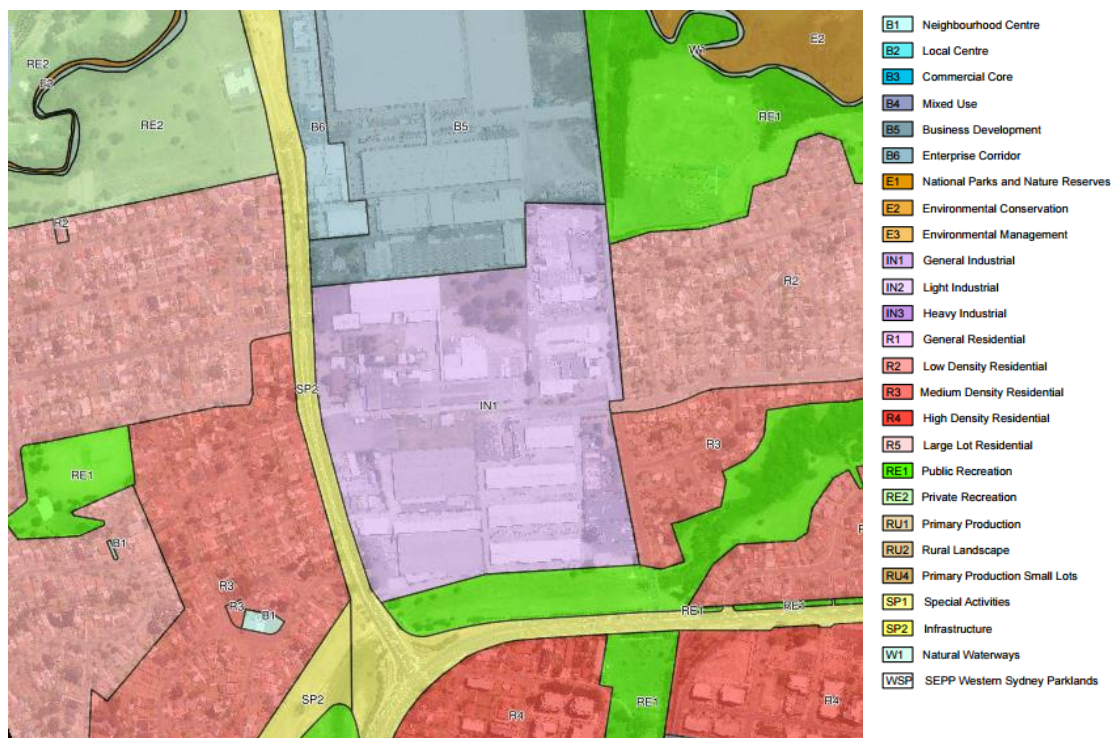 E2
W1
RE2
E2
RE2
B6
B5
RE1
R2
R2
SP2
IN1
R3
RE1
B1
R3
R3
B1
RE1
RE1
SP2
RE1
R4
R4
B1 Neighbourhood Centre
B2 Local Centre
B3 Commercial Core
B4 Mixed Use
B5 Business Development
B6 Enterprise Corridor
E1 National Parks and Nature Reserves
E2 Environmental Conservation
E3 Environmental Management
IN1 General Industrial
IN2 Light Industrial
IN3 Heavy Industrial
R1 General Residential
R2 Low Density Residential
R3 Medium Density Residential
R4 High Density Residential
R5 Large Lot Residential
RE1 Public Recreation
RE2 Private Recreation
RU1 Primary Production
RU2 Rural Landscape
RU4 Primary Production Small Lots
SP1 Special Activities
SP2 Infrastructure
W1 Natural Waterways
WSP SEPP Western Sydney Parklands